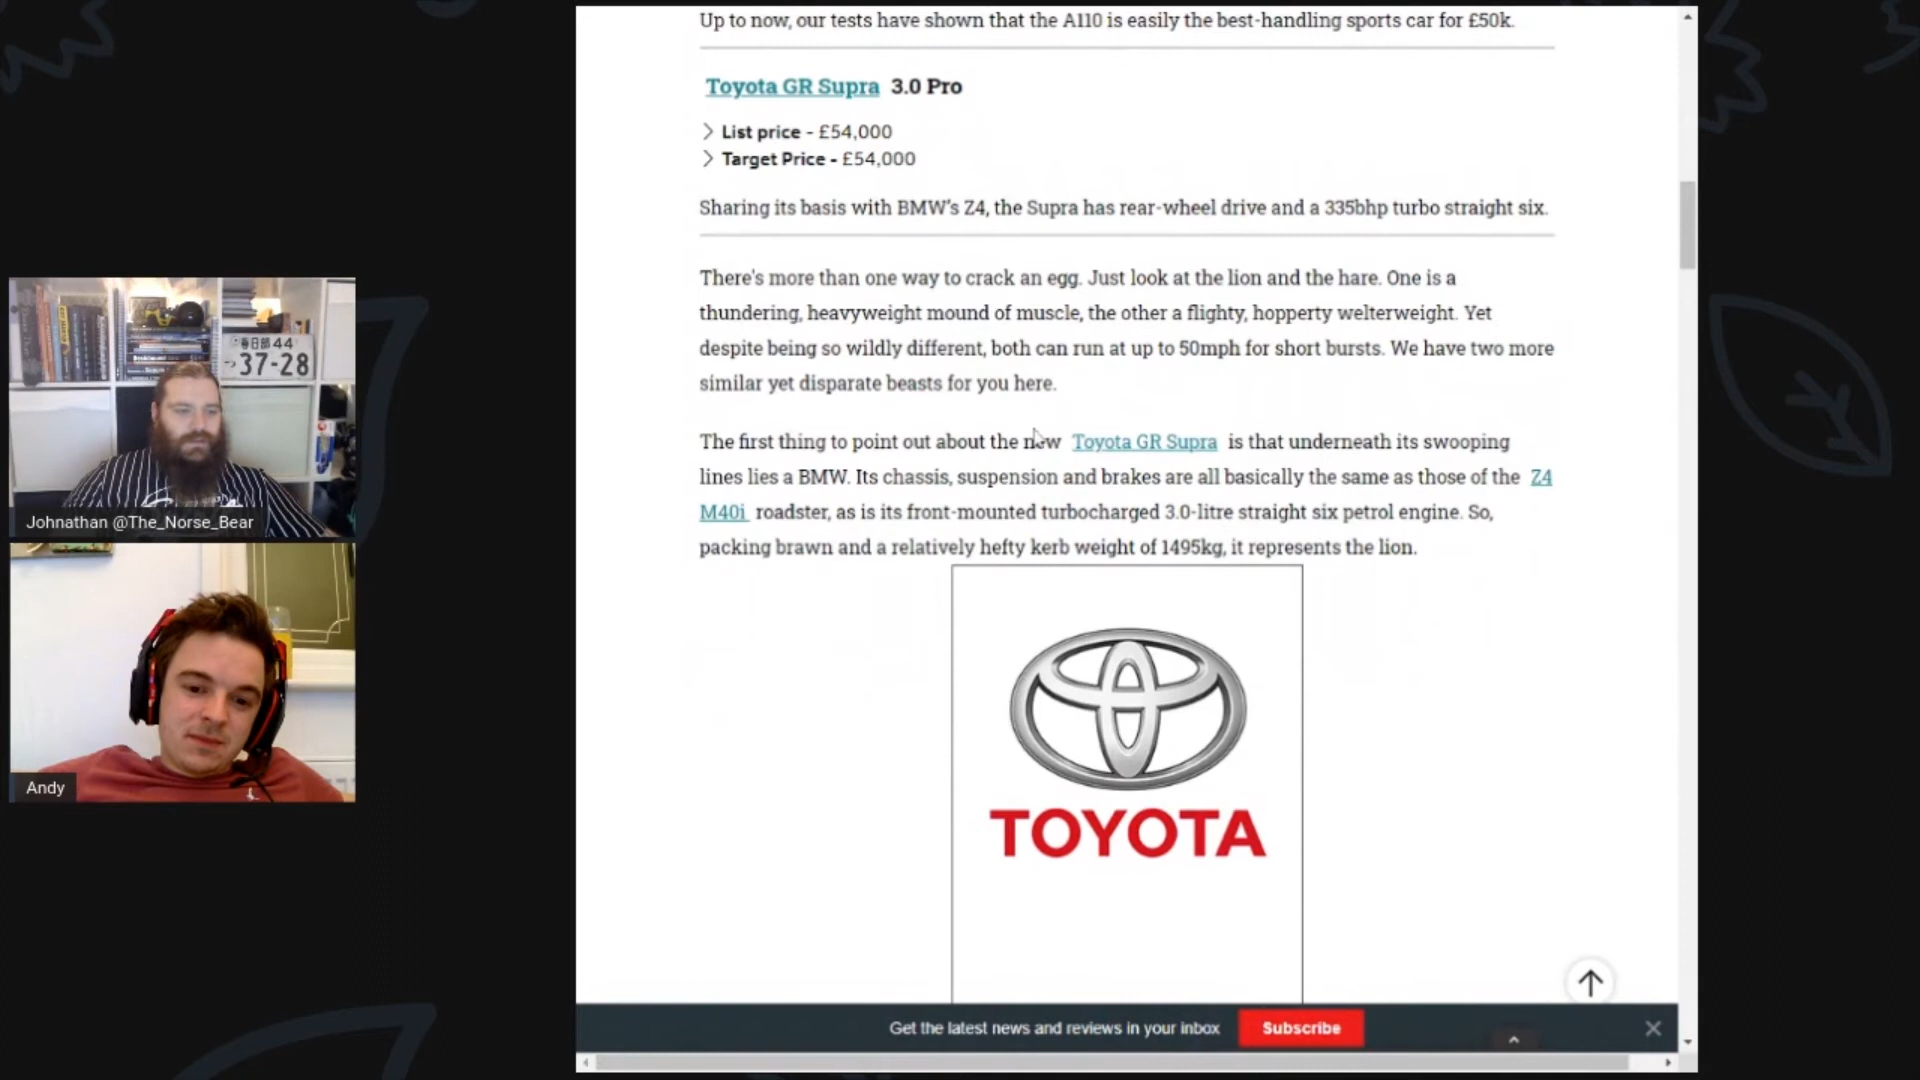 Up to now, our tests have shown that the A110 is easily the best-handling sports car for £50k.
Toyota GR Supra 3.0 Pro
List price - £54,000
Target Price - £54,000
Sharing its basis with BMW's Z4, the Supra has rear-wheel drive and a 335bhp turbo straight six.
There's more than one way to crack an egg. Just look at the lion and the hare. One is a
thundering, heavyweight mound of muscle, the other a flighty, hopperty welterweight. Yet
despite being so wildly different, both can run at up to 50mph for short bursts. We have two more
similar yet disparate beasts for you here.
The first thing to point out about the new Toyota GR Supra is that underneath its swooping
lines lies a BMW. Its chassis, suspension and brakes are all basically the same as those of the Z4
M40i roadster, as is its front-mounted turbocharged 3.0-litre straight six petrol engine. So,
packing brawn and a relatively hefty kerb weight of 1495kg, it represents the lion.
TOYOTA
Get the latest news and reviews in your inbox Subscribe
44
37-28
Johnathan @The_Norse_Bear
Andy